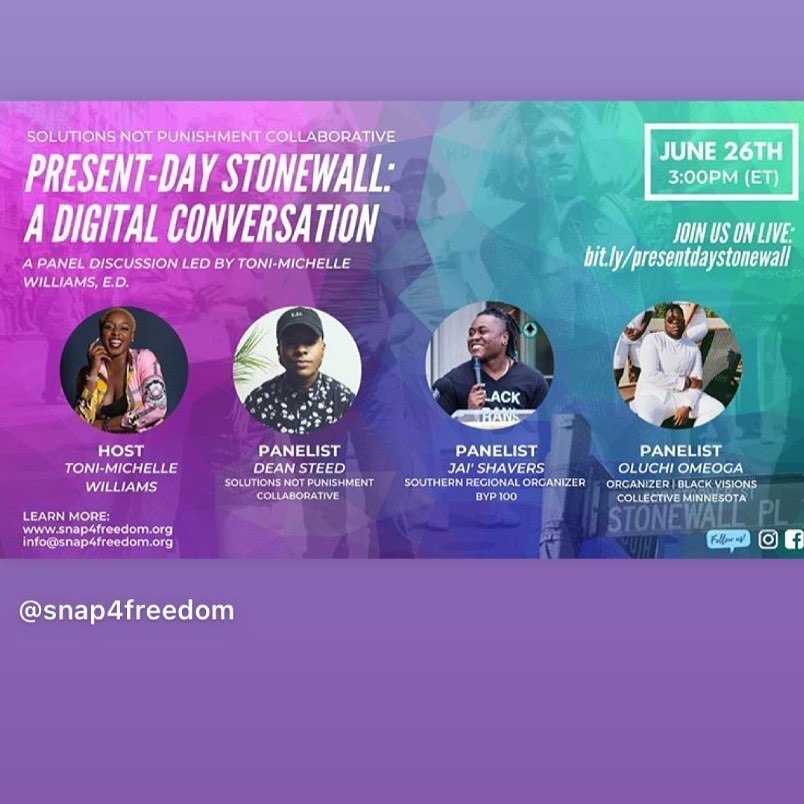 SOLUTIONS NOT PUNISHMENT COLLABORATIVE
PRESENT-DAY STONEWALL:
A DIGITAL CONVERSATION
A PANEL DISCUSSION LED BY TONI-MICHELLE
WILLIAMS, E.D.
JUNE 26TH
3:00PM (ET)
JOIN US ON LIVE:
bit.ly/presentdaystonewall
BLACK
TRANS
HOST
TONI-MICHELLE
WILLIAMS
PANELIST
DEAN STEED
SOLUTIONS NOT PUNISHMENT
COLLABORATIVE
PANELIST
JAI' SHAVERS
SOUTHERN REGIONAL ORGANIZER
BYP 100
PANELIST
OLUCHI OMEOGA
ORGANIZER | BLACK VISIONS
COLLECTIVE MINNESOTA
LEARN MORE:
www.snap4freedom.org
info@snap4freedom.org
STONEWALL PL
Follow us!
@snap4freedom